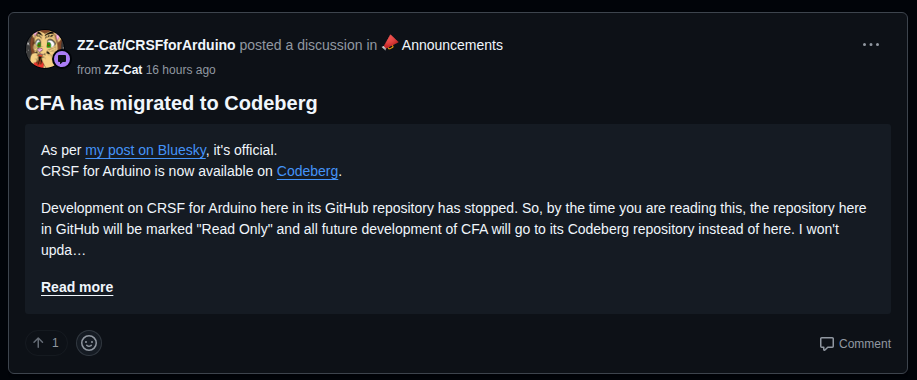 ZZ-Cat/CRSFforArduino posted a discussion in 📣 Announcements
from ZZ-Cat 16 hours ago
CFA has migrated to Codeberg
As per my post on Bluesky, it's official.
CRSF for Arduino is now available on Codeberg.
Development on CRSF for Arduino here in its GitHub repository has stopped. So, by the time you are reading this, the repository here
in GitHub will be marked "Read Only" and all future development of CFA will go to its Codeberg repository instead of here. I won't
upda…
Read more
1
Comment